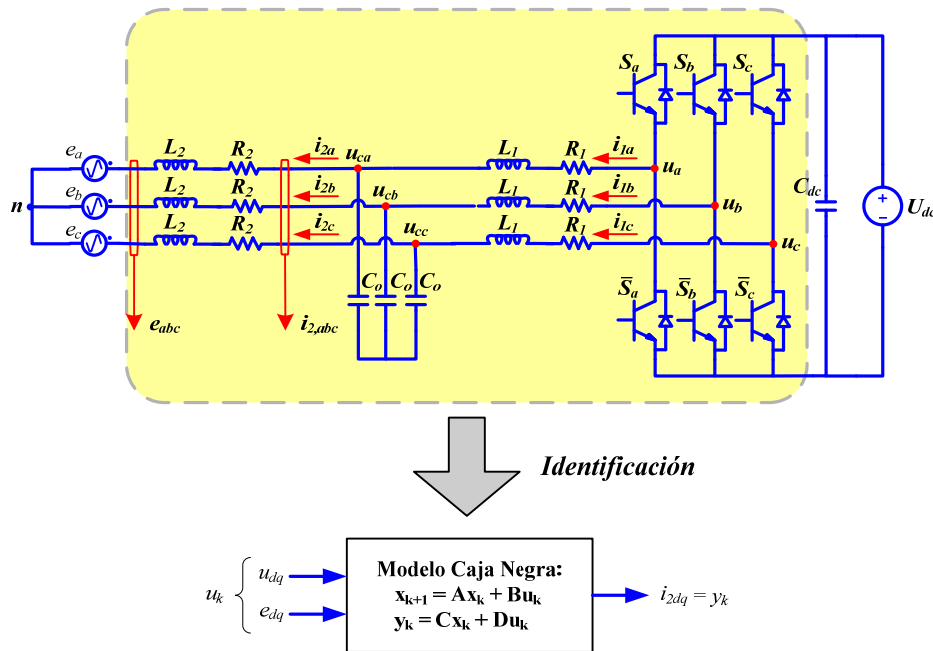 S_a S_b S_c
e_a L_2 R_2 i_2a u_ca L_1 R_1 i_1a u_a
n e_b L_2 R_2 i_2b u_cb L_1 R_1 i_1b u_b C_dc U_dc
e_c L_2 R_2 i_2c u_cc L_1 R_1 i_1c u_c
C_o C_o C_o S̅_a S̅_b S̅_c
e_abc i_2,abc
Identificación
u_k { u_dq e_dq
Modelo Caja Negra:
x_k+1 = Ax_k + Bu_k
y_k = Cx_k + Du_k
i_2dq = y_k